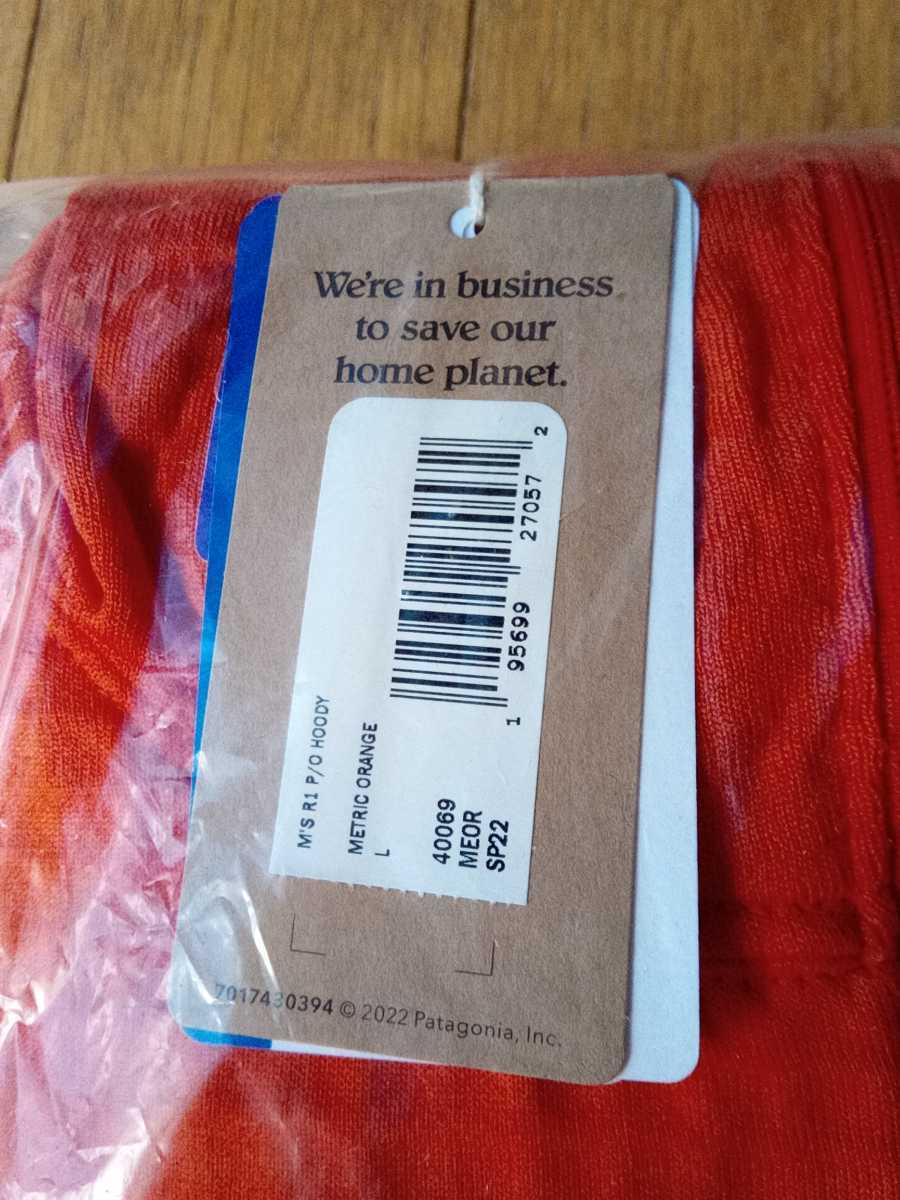 We're in business
to save our
home planet.
M'S R1 P/O HOODY
METRIC ORANGE
L
40069
MEOR
SP22
1 95699 27057 2
7017430394 © 2022 Patagonia, Inc.